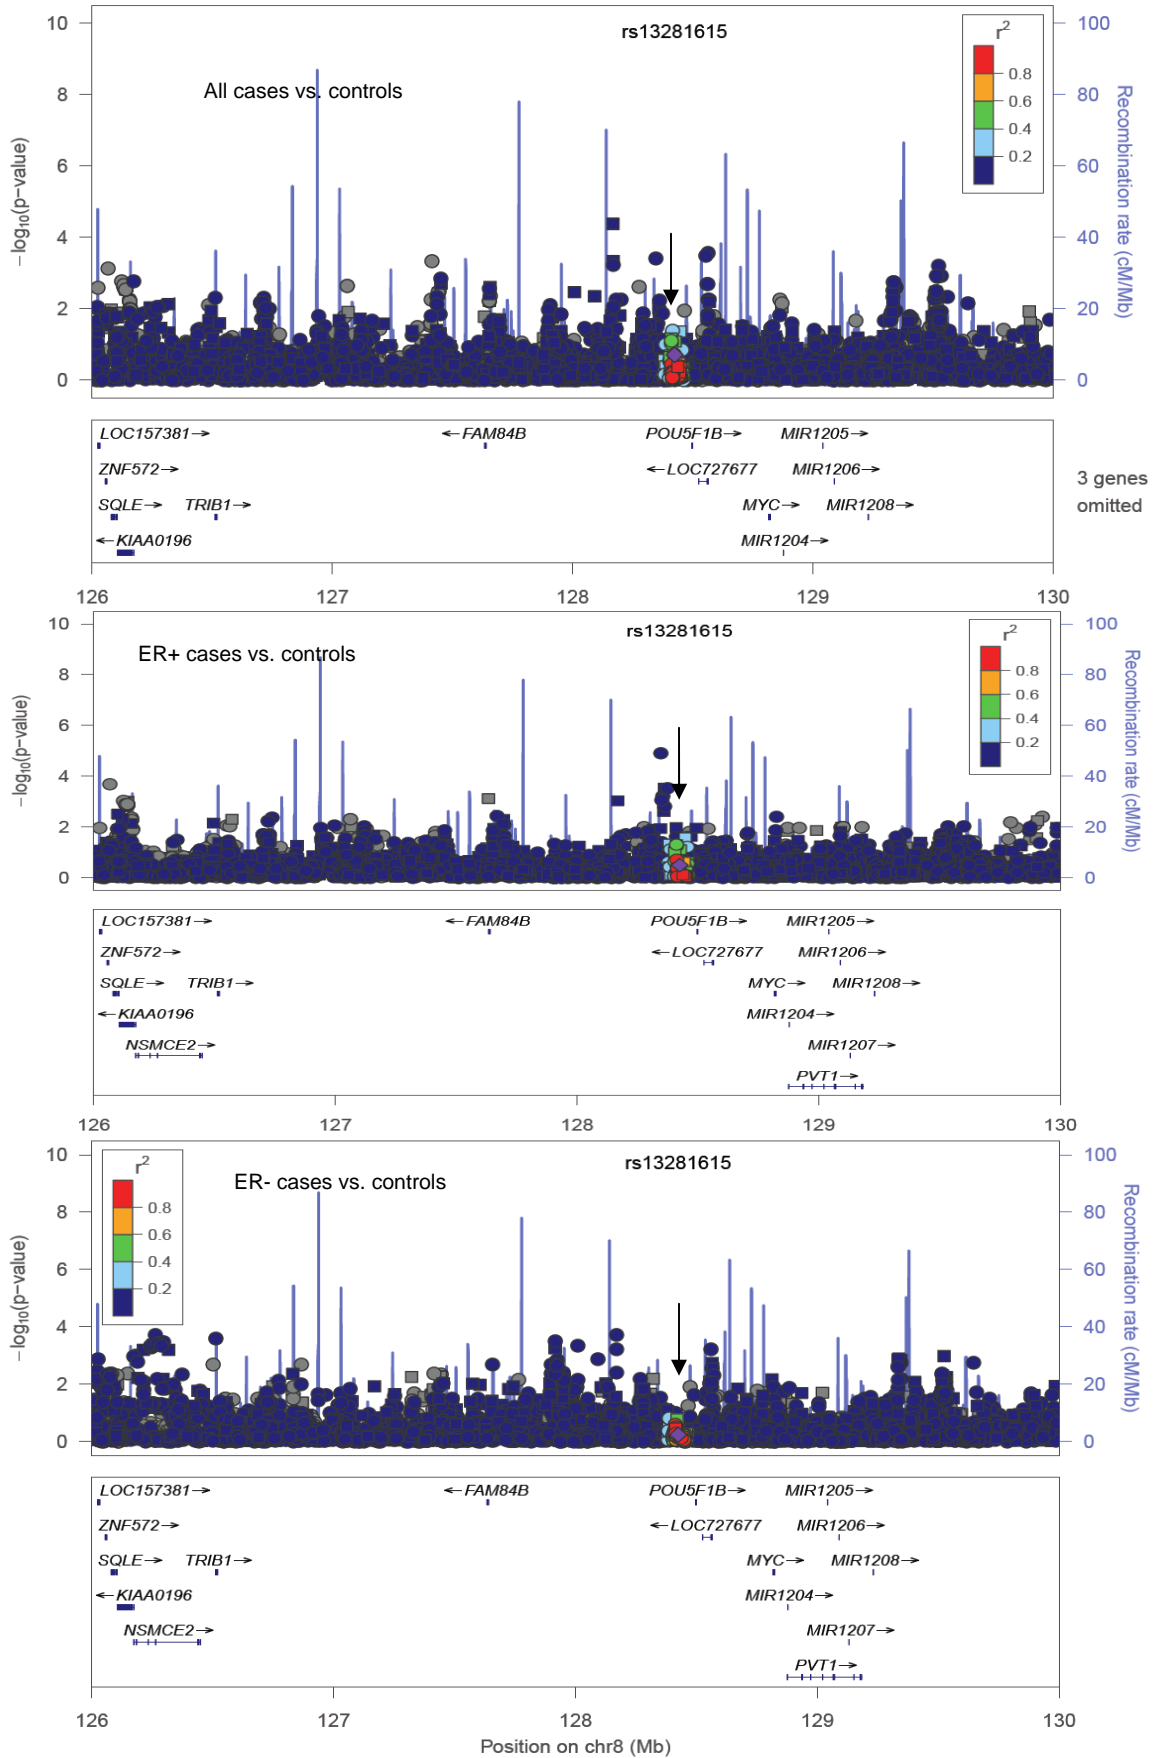 rs13281615
All cases vs. controls
r2
0.8
0.6
0.4
0.2
10
8
6
4
2
0
−log10(p−value)
100
80
60
40
20
0
Recombination rate (cM/Mb)
LOC157381→ ←FAM84B POU5F1B→ MIR1205→
ZNF572→ ←LOC727677 MIR1206→
SQLE→ TRIB1→ MYC→ MIR1208→
←KIAA0196 MIR1204→
3 genes
omitted
126 127 128 129 130
rs13281615
ER+ cases vs. controls
r2
0.8
0.6
0.4
0.2
10
8
6
4
2
0
−log10(p−value)
100
80
60
40
20
0
Recombination rate (cM/Mb)
LOC157381→ ←FAM84B POU5F1B→ MIR1205→
ZNF572→ ←LOC727677 MIR1206→
SQLE→ TRIB1→ MYC→ MIR1208→
←KIAA0196 MIR1204→
NSMCE2→ MIR1207→
PVT1→
126 127 128 129 130
rs13281615
ER- cases vs. controls
r2
0.8
0.6
0.4
0.2
10
8
6
4
2
0
−log10(p−value)
100
80
60
40
20
0
Recombination rate (cM/Mb)
LOC157381→ ←FAM84B POU5F1B→ MIR1205→
ZNF572→ ←LOC727677 MIR1206→
SQLE→ TRIB1→ MYC→ MIR1208→
←KIAA0196 MIR1204→
NSMCE2→ MIR1207→
PVT1→
126 127 128 129 130
Position on chr8 (Mb)